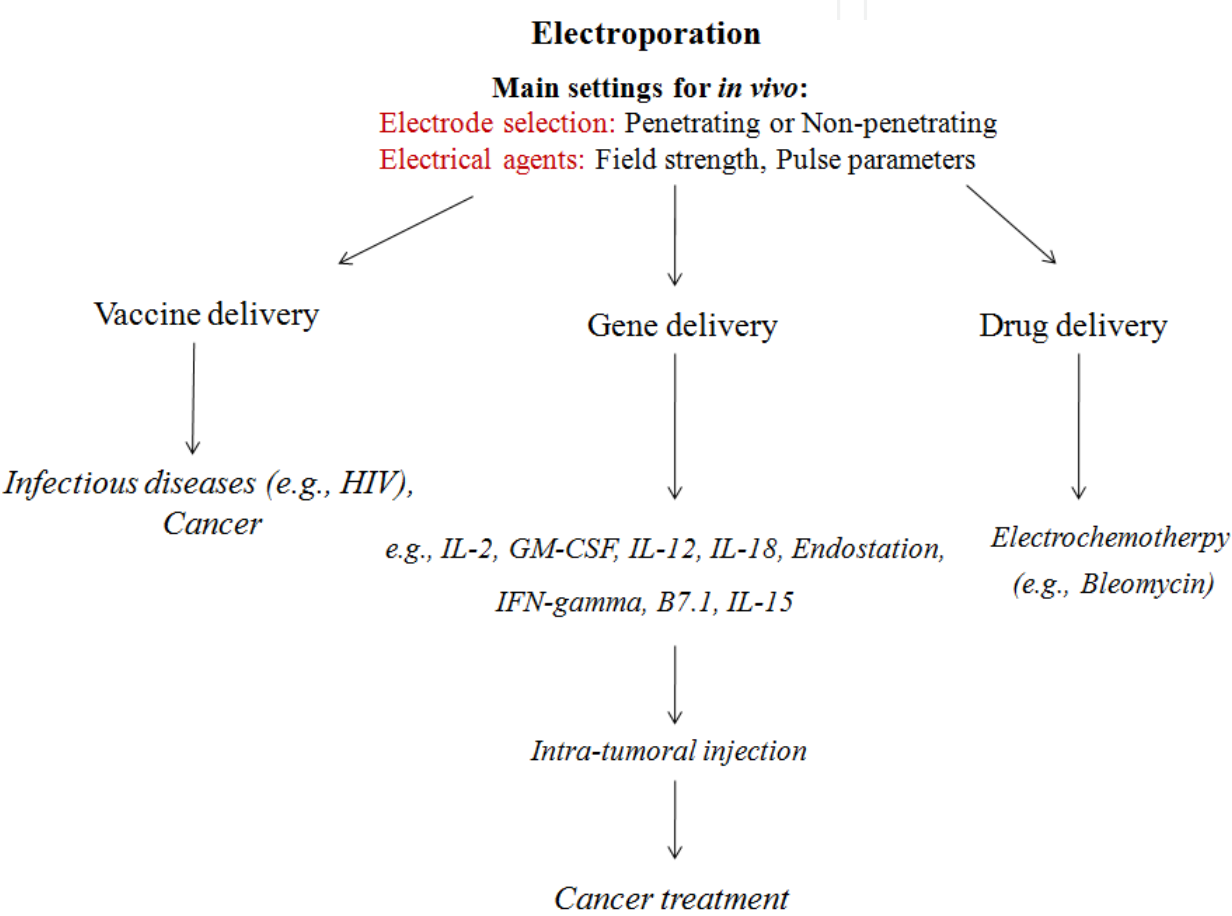 Electroporation
Main settings for in vivo:
Electrode selection: Penetrating or Non-penetrating
Electrical agents: Field strength, Pulse parameters
Vaccine delivery
Gene delivery
Drug delivery
Infectious diseases (e.g., HIV),
Cancer
e.g., IL-2, GM-CSF, IL-12, IL-18, Endostation,
IFN-gamma, B7.1, IL-15
Electrochemotherpy
(e.g., Bleomycin)
Intra-tumoral injection
Cancer treatment